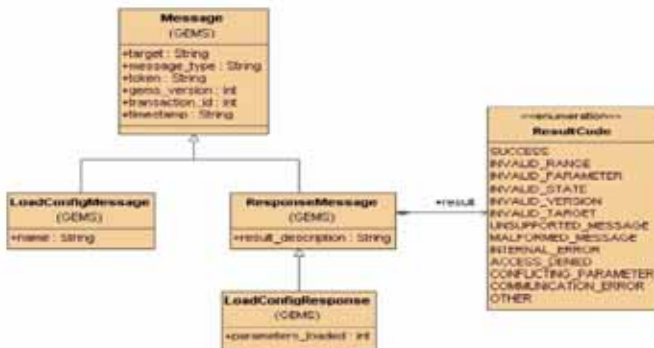 Message
(GEMS)
+target : String
+message_type : String
+token : String
+gems_version : int
+transaction_id : int
+timestamp : String
<<enumeration>>
ResultCode
SUCCESS
INVALID_RANGE
INVALID_PARAMETER
INVALID_STATE
INVALID_VERSION
INVALID_TARGET
UNSUPPORTED_MESSAGE
MALFORMED_MESSAGE
INTERNAL_ERROR
ACCESS_DENIED
CONFLICTING_PARAMETER
COMMUNICATION_ERROR
OTHER
LoadConfigMessage
(GEMS)
+name : String
ResponseMessage
(GEMS)
+result_description : String
+result
LoadConfigResponse
(GEMS)
+parameters_loaded : int